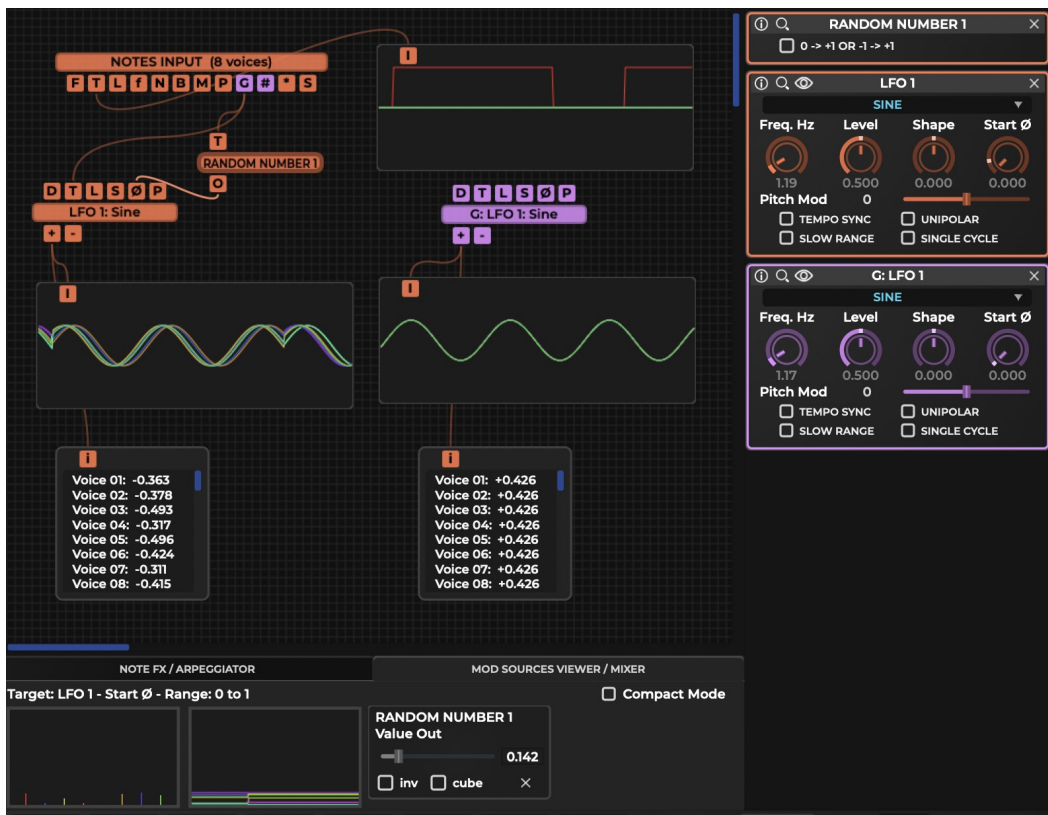 NOTES INPUT (8 voices)
F T L f N B M P G # * S
I
T
RANDOM NUMBER 1
O
D T L S Ø P
LFO 1: Sine
+ -
I
D T L S Ø P
G: LFO 1: Sine
+ -
I
i
Voice 01: -0.363
Voice 02: -0.378
Voice 03: -0.493
Voice 04: -0.317
Voice 05: -0.496
Voice 06: -0.424
Voice 07: -0.311
Voice 08: -0.415
i
Voice 01: +0.426
Voice 02: +0.426
Voice 03: +0.426
Voice 04: +0.426
Voice 05: +0.426
Voice 06: +0.426
Voice 07: +0.426
Voice 08: +0.426
RANDOM NUMBER 1
0 -> +1 OR -1 -> +1
LFO 1
SINE
Freq. Hz Level Shape Start Ø
1.19 0.500 0.000 0.000
Pitch Mod 0
TEMPO SYNC UNIPOLAR
SLOW RANGE SINGLE CYCLE
G: LFO 1
SINE
Freq. Hz Level Shape Start Ø
1.17 0.500 0.000 0.000
Pitch Mod 0
TEMPO SYNC UNIPOLAR
SLOW RANGE SINGLE CYCLE
NOTE FX / ARPEGGIATOR
MOD SOURCES VIEWER / MIXER
Target: LFO 1 - Start Ø - Range: 0 to 1
Compact Mode
RANDOM NUMBER 1
Value Out
0.142
inv cube